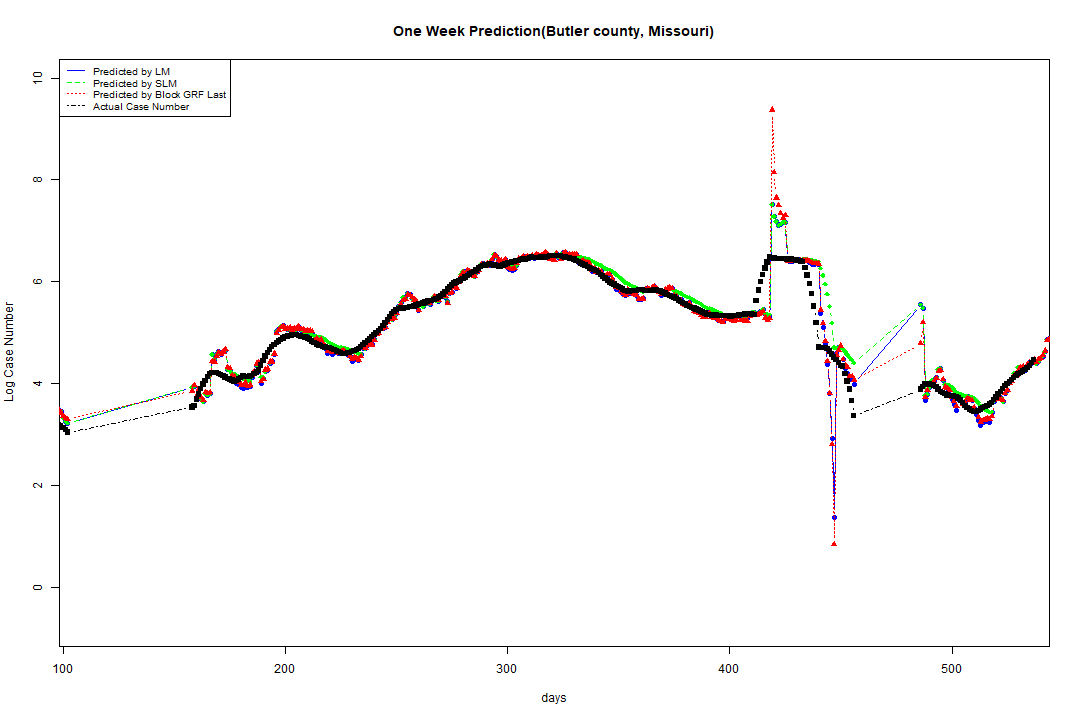 One Week Prediction(Butler county, Missouri)
Predicted by LM
Predicted by SLM
Predicted by Block GRF Last
Actual Case Number
Log Case Number
10
8
6
4
2
0
100 200 300 400 500
days